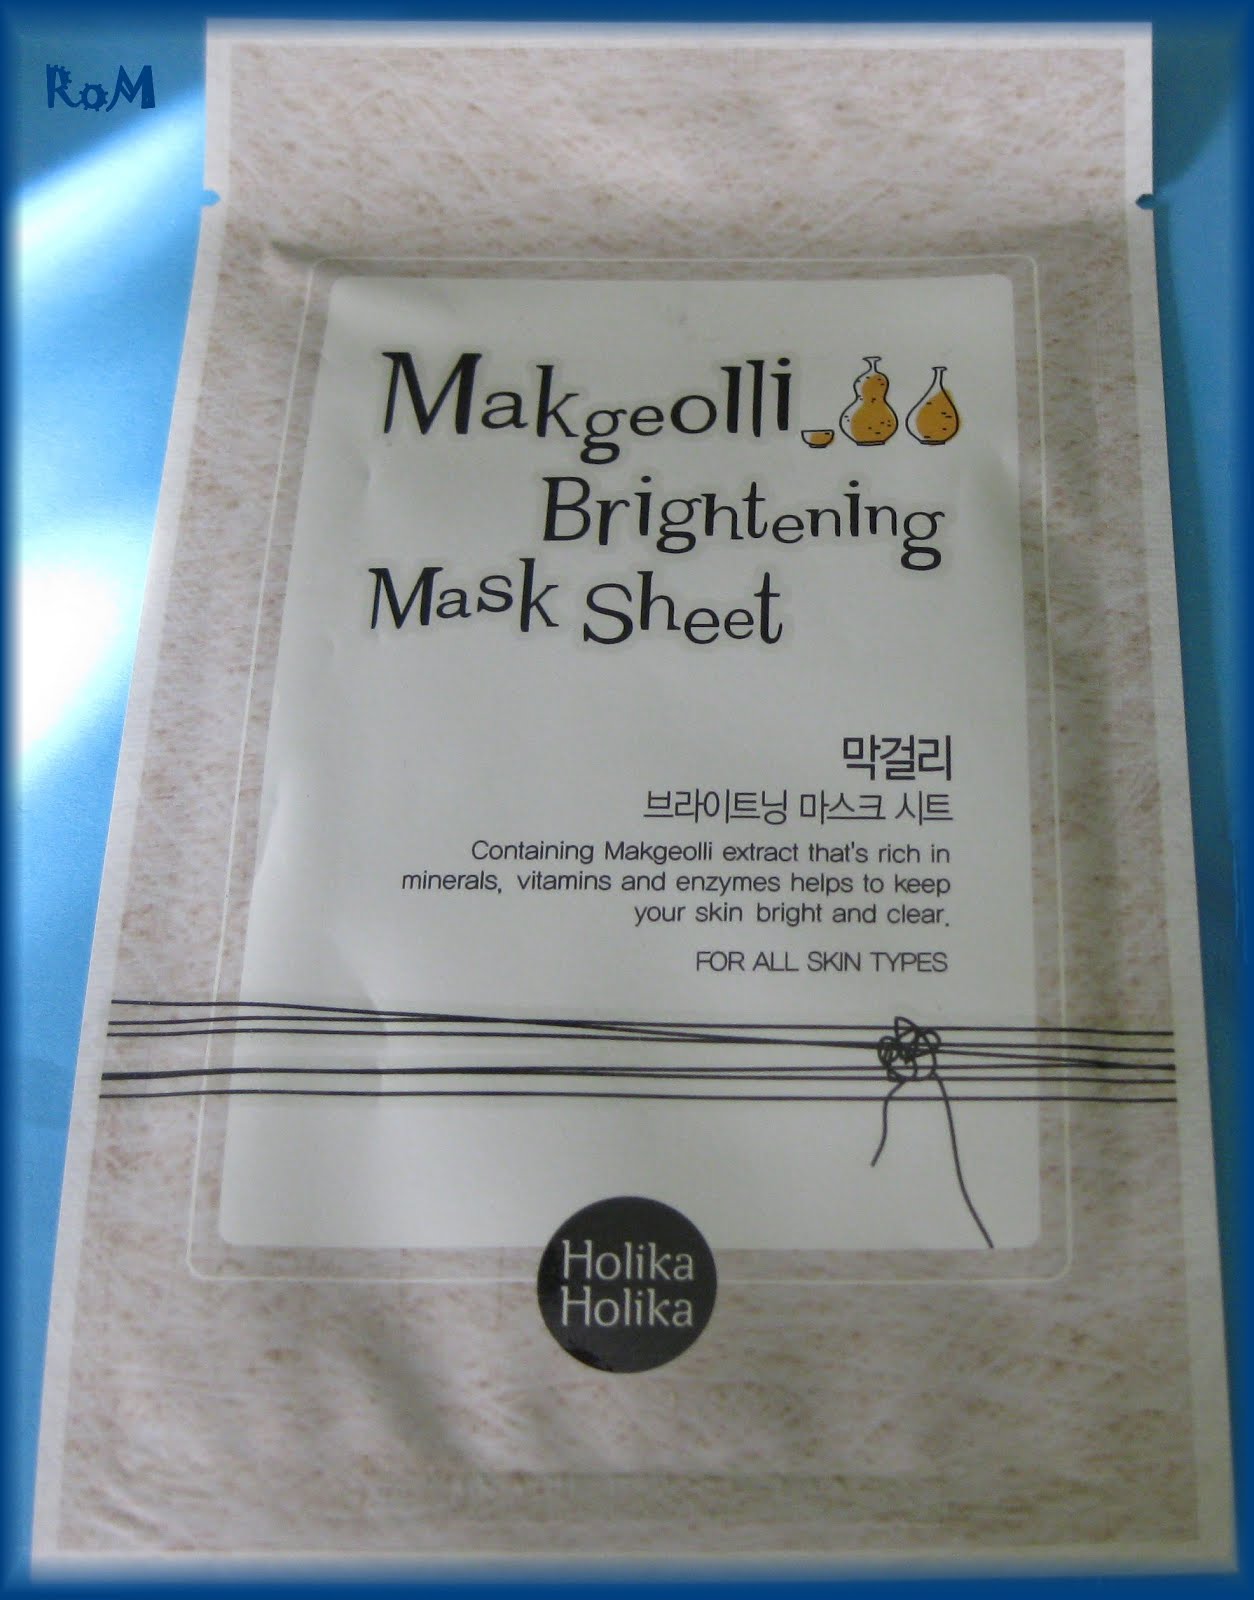 RoM
Makgeolli
Brightening
Mask Sheet
막걸리
브라이트닝 마스크 시트
Containing Makgeolli extract that's rich in
minerals, vitamins and enzymes helps to keep
your skin bright and clear.
FOR ALL SKIN TYPES
Holika
Holika